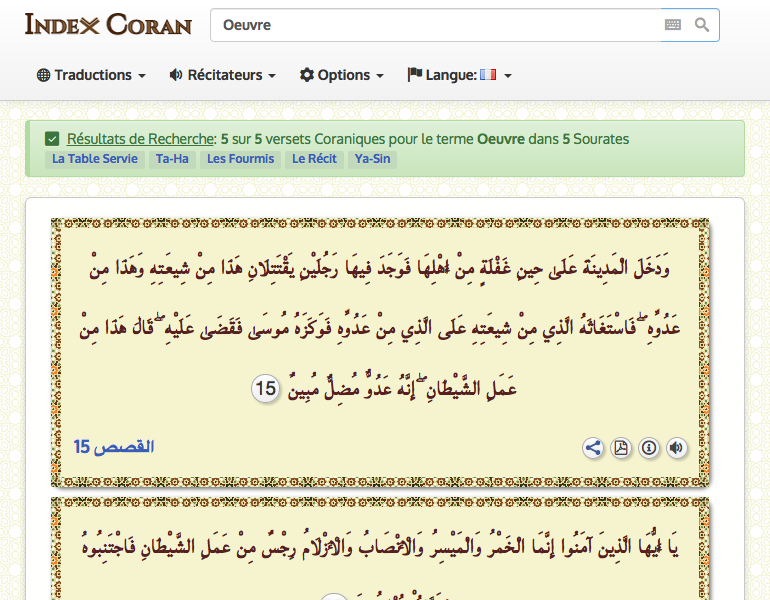 INDEX CORAN
Oeuvre
Traductions Récitateurs Options Langue:
Résultats de Recherche: 5 sur 5 versets Coraniques pour le terme Oeuvre dans 5 Sourates
La Table Servie Ta-Ha Les Fourmis Le Récit Ya-Sin
وَدَخَلَ الْمَدِينَةَ عَلَىٰ حِينِ غَفْلَةٍ مِنْ أَهْلِهَا فَوَجَدَ فِيهَا رَجُلَيْنِ يَقْتَتِلَانِ هَٰذَا مِنْ شِيعَتِهِ وَهَٰذَا مِنْ
عَدُوِّهِ ۖ فَاسْتَغَاثَهُ الَّذِي مِنْ شِيعَتِهِ عَلَى الَّذِي مِنْ عَدُوِّهِ فَوَكَزَهُ مُوسَىٰ فَقَضَىٰ عَلَيْهِ ۖ قَالَ هَٰذَا مِنْ
عَمَلِ الشَّيْطَانِ ۖ إِنَّهُ عَدُوٌّ مُضِلٌّ مُبِينٌ 15
القصص 15
يَا أَيُّهَا الَّذِينَ آمَنُوا إِنَّمَا الْخَمْرُ وَالْمَيْسِرُ وَالْأَنْصَابُ وَالْأَزْلَامُ رِجْسٌ مِنْ عَمَلِ الشَّيْطَانِ فَاجْتَنِبُوهُ